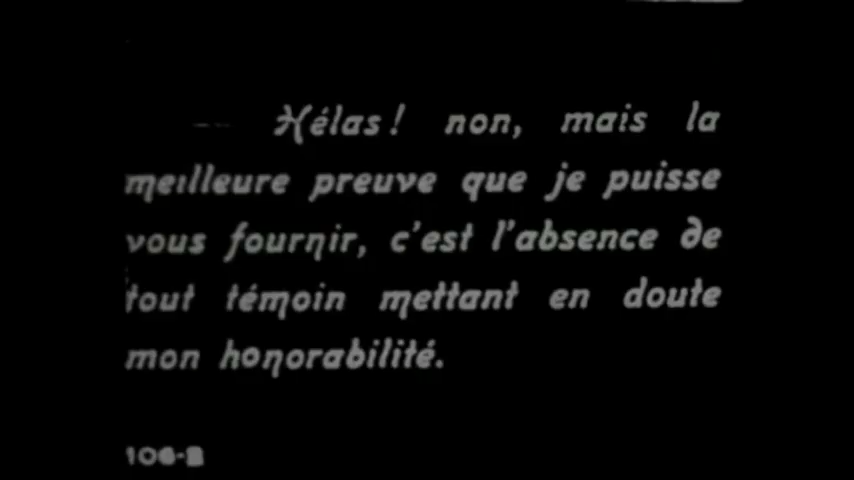 — Hélas! non, mais la
meilleure preuve que je puisse
vous fournir, c'est l'absence de
tout témoin mettant en doute
mon honorabilité.
106-B